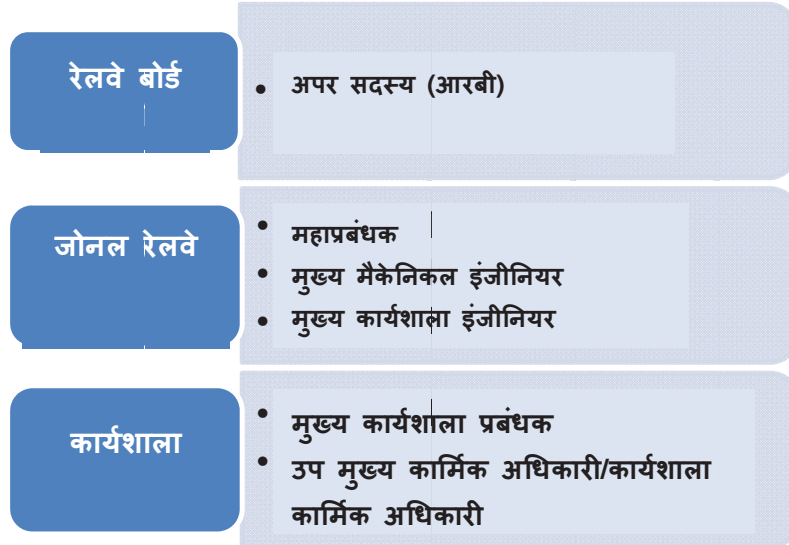 रेलवे बोर्ड
• अपर सदस्य (आरबी)
जोनल रेलवे
• महाप्रबंधक
• मुख्य मैकेनिकल इंजीनियर
• मुख्य कार्यशाला इंजीनियर
कार्यशाला
• मुख्य कार्यशाला प्रबंधक
• उप मुख्य कार्मिक अधिकारी/कार्यशाला
कार्मिक अधिकारी